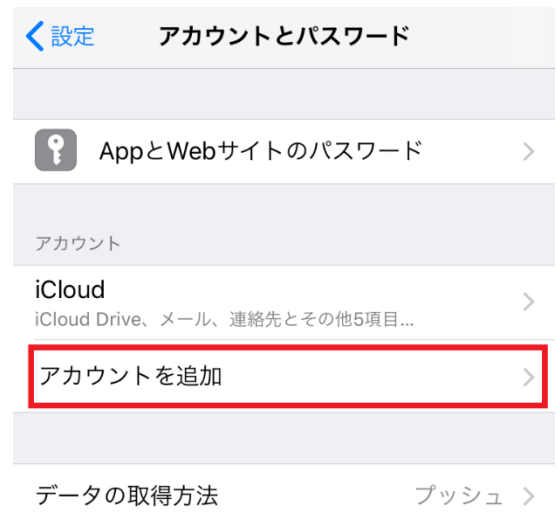 設定 アカウントとパスワード
AppとWebサイトのパスワード
アカウント
iCloud
iCloud Drive、メール、連絡先とその他5項目...
アカウントを追加
データの取得方法 プッシュ